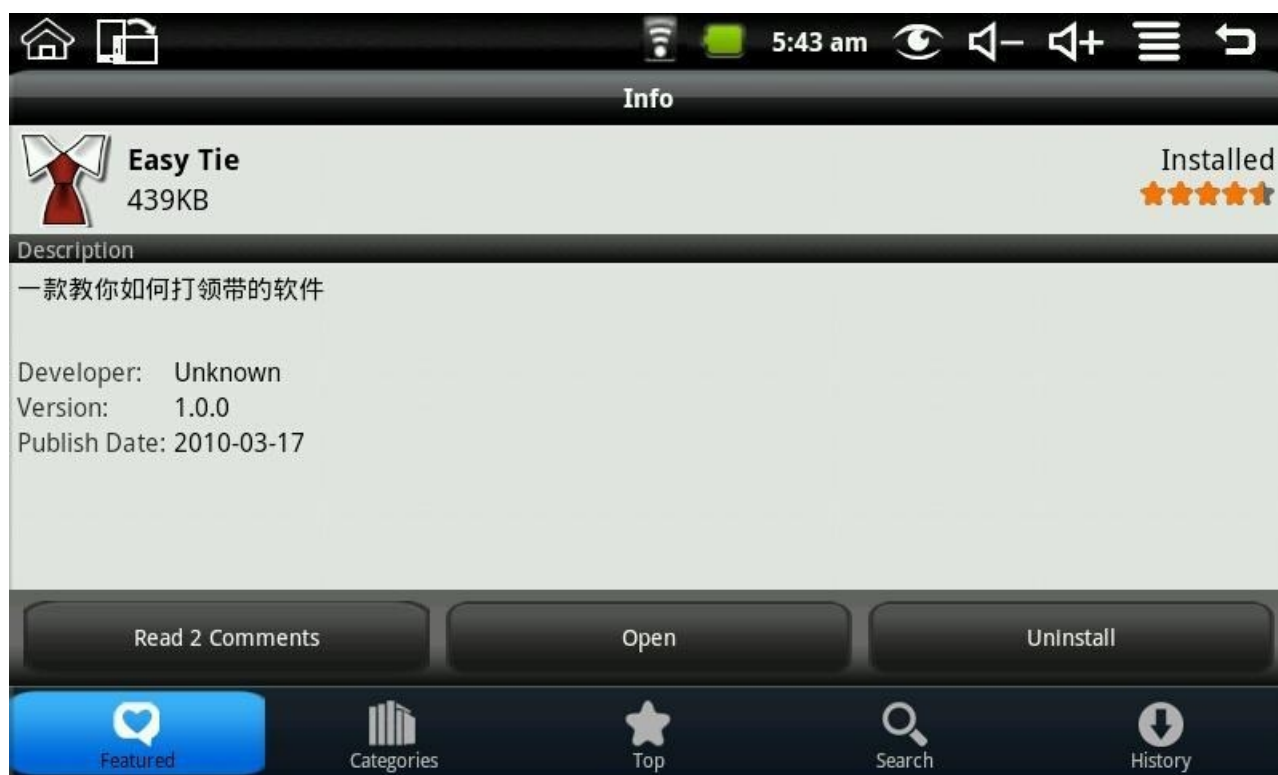 5:43 am
Info
Easy Tie
439KB
Installed
Description
一款教你如何打领带的软件
Developer: Unknown
Version: 1.0.0
Publish Date: 2010-03-17
Read 2 Comments
Open
Uninstall
Featured
Categories
Top
Search
History